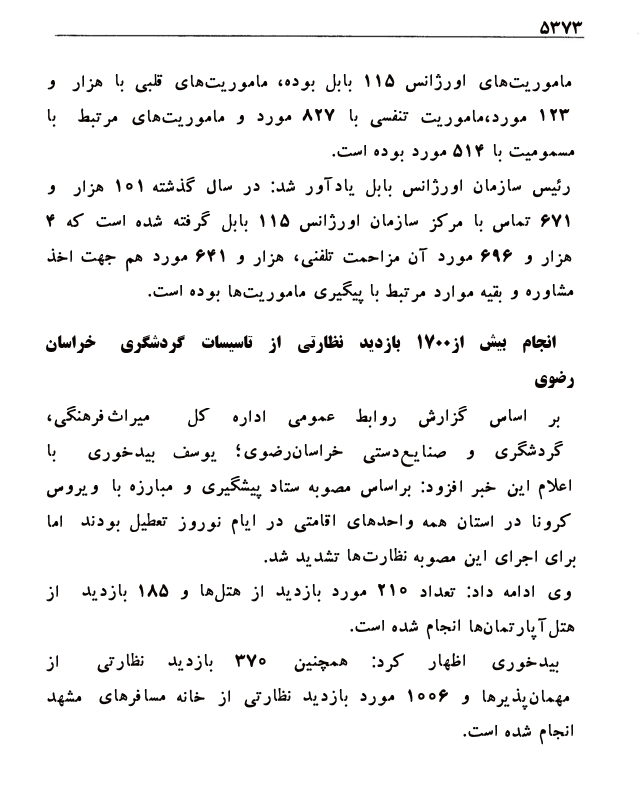 ۵۳۷۳
ماموریت‌های اورژانس ۱۱۵ بابل بوده، ماموریت‌های قلبی با هزار و
۱۲۳ مورد،ماموریت تنفسی با ۸۲۷ مورد و ماموریت‌های مرتبط با
مسمومیت با ۵۱۴ مورد بوده است.
رئیس سازمان اورژانس بابل یادآور شد: در سال گذشته ۱۰۱ هزار و
۶۷۱ تماس با مرکز سازمان اورژانس ۱۱۵ بابل گرفته شده است که ۴
هزار و ۶۹۶ مورد آن مزاحمت تلفنی، هزار و ۶۴۱ مورد هم جهت اخذ
مشاوره و بقیه موارد مرتبط با پیگیری ماموریت‌ها بوده است.
انجام بیش از۱۷۰۰ بازدید نظارتی از تاسیسات گردشگری خراسان
رضوی
بر اساس گزارش روابط عمومی اداره کل میراث‌فرهنگی،
گردشگری و صنایع‌دستی خراسان‌رضوی؛ یوسف بیدخوری با
اعلام این خبر افزود: براساس مصوبه ستاد پیشگیری و مبارزه با ویروس
کرونا در استان همه واحدهای اقامتی در ایام نوروز تعطیل بودند اما
برای اجرای این مصوبه نظارت‌ها تشدید شد.
وی ادامه داد: تعداد ۲۱۰ مورد بازدید از هتل‌ها و ۱۸۵ بازدید از
هتل‌آپارتمان‌ها انجام شده است.
بیدخوری اظهار کرد: همچنین ۳۷۰ بازدید نظارتی از
مهمان‌پذیرها و ۱۰۰۶ مورد بازدید نظارتی از خانه مسافرهای مشهد
انجام شده است.